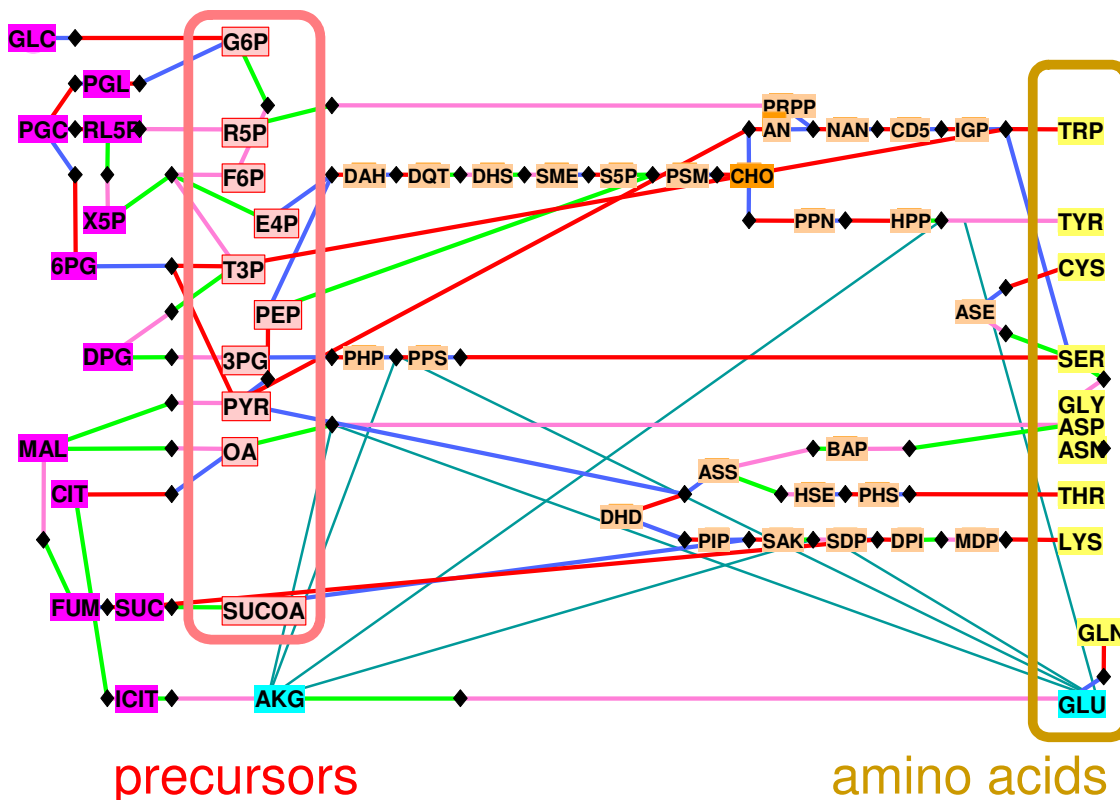 GLC
G6P
PGL
PRPP
PGC
RL5P
R5P
AN
NAN
CD5
IGP
TRP
F6P
DAH
DQT
DHS
SME
S5P
PSM
CHO
X5P
E4P
PPN
HPP
TYR
6PG
T3P
CYS
PEP
ASE
DPG
3PG
PHP
PPS
SER
PYR
GLY
ASP
MAL
OA
ASS
BAP
ASN
CIT
HSE
PHS
THR
DHD
PIP
SAK
SDP
DPI
MDP
LYS
FUM
SUC
SUCOA
GLN
ICIT
AKG
GLU
precursors
amino acids